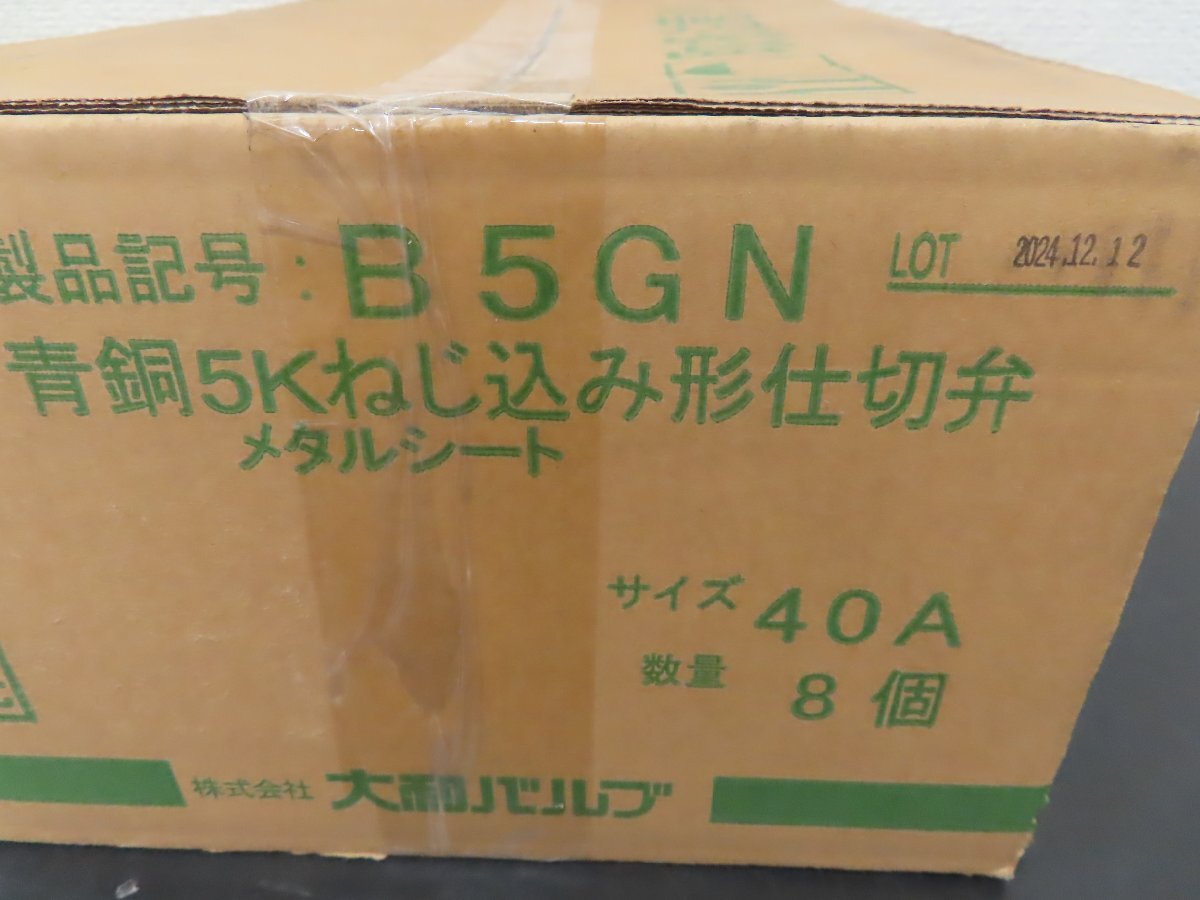 製品記号: B5GN LOT 2024.12.12
青銅5Kねじ込み形仕切弁
メタルシート
サイズ 40A
数量 8個
株式会社 大和バルブ